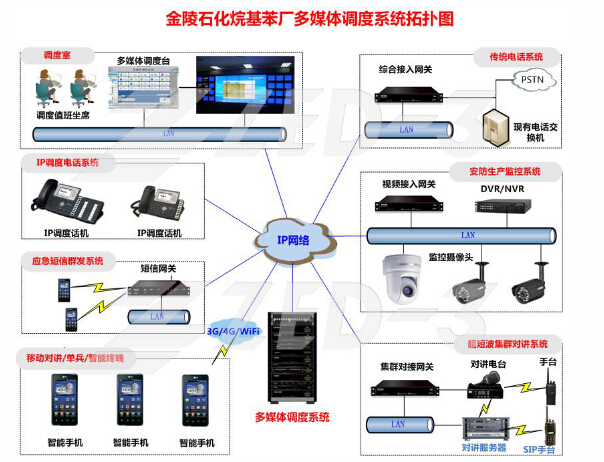 金陵石化烷基苯厂多媒体调度系统拓扑图
调度室
多媒体调度台
调度值班坐席
LAN
传统电话系统
综合接入网关
PSTN
LAN
现有电话交
换机
IP调度电话系统
IP调度话机
IP调度话机
安防生产监控系统
视频接入网关
DVR/NVR
LAN
监控摄像头
IP网络
应急短信群发系统
短信网关
LAN
3G/4G/WiFi
移动对讲/单兵/智能终端
智能手机
智能手机
智能手机
多媒体调度系统
超短波集群对讲系统
集群对接网关
对讲电台
手台
LAN
对讲服务器
SIP手台
ZED-3
ZED-3